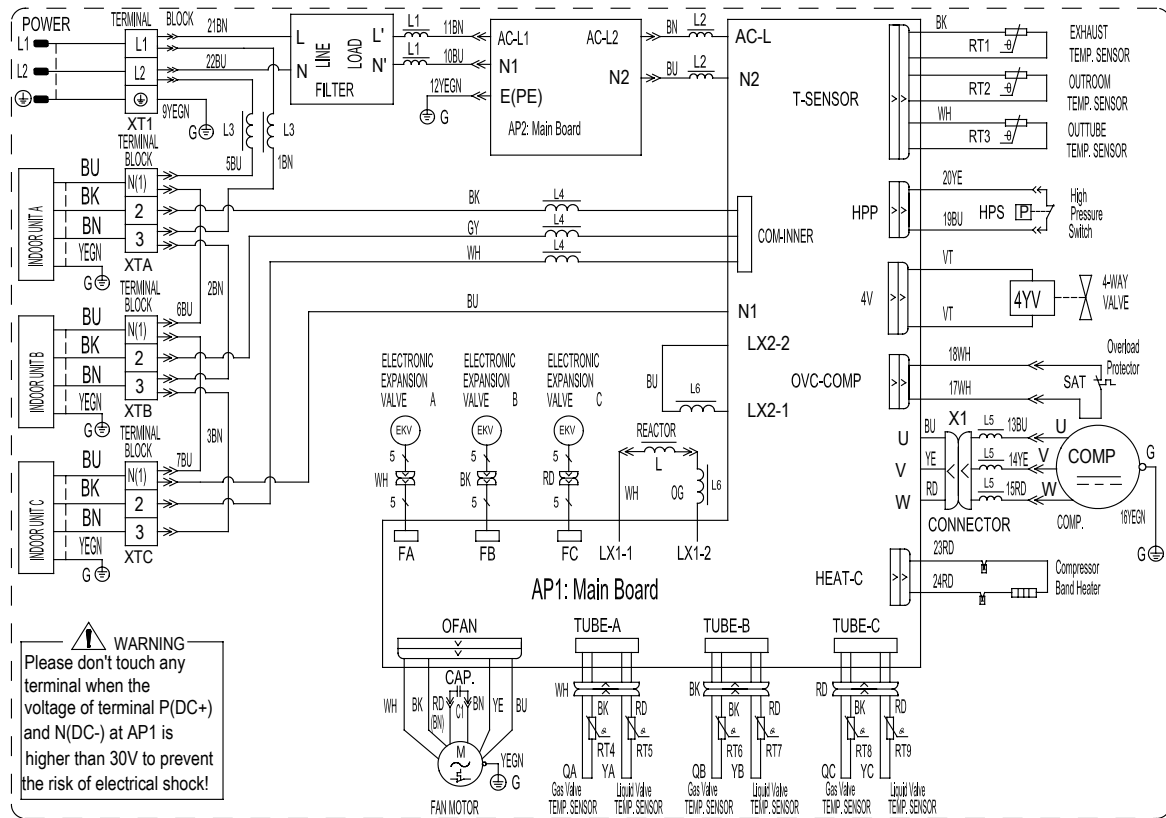 POWER
L1
L2
TERMINAL BLOCK
L1
L2
XT1
21BN
22BU
9YEGN
G
L3
L3
5BU
1BN
L
N
LINE
LOAD
FILTER
L'
N'
L1
L1
11BN
10BU
12YEGN
G
AC-L1
N1
E(PE)
AC-L2
N2
AP2: Main Board
BN
BU
L2
L2
AC-L
N2
T-SENSOR
BK
WH
RT1
θ
RT2
θ
RT3
θ
EXHAUST
TEMP. SENSOR
OUTROOM
TEMP. SENSOR
OUTTUBE
TEMP. SENSOR
INDOOR UNIT A
BU
BK
BN
YEGN
G
TERMINAL
BLOCK
N(1)
2
3
XTA
INDOOR UNIT B
BU
BK
BN
YEGN
G
TERMINAL
BLOCK
N(1)
2
3
XTB
6BU
2BN
INDOOR UNIT C
BU
BK
BN
YEGN
G
TERMINAL
BLOCK
N(1)
2
3
XTC
7BU
3BN
BK
GY
WH
BU
L4
L4
L4
COM-INNER
N1
LX2-2
LX2-1
BU
L6
HPP
20YE
19BU
HPS
P
High
Pressure
Switch
4V
VT
VT
4YV
4-WAY
VALVE
OVC-COMP
18WH
17WH
SAT
Overload
Protector
U
V
W
BU
YE
RD
X1
CONNECTOR
L5
L5
L5
13BU
14YE
15RD
U
V
W
COMP
COMP.
16YEGN
G
G
HEAT-C
23RD
24RD
Compressor
Band Heater
ELECTRONIC
EXPANSION
VALVE A
EKV
5
WH
5
FA
ELECTRONIC
EXPANSION
VALVE B
EKV
5
BK
5
FB
ELECTRONIC
EXPANSION
VALVE C
EKV
5
RD
5
FC
REACTOR
L
WH
OG
L6
LX1-1
LX1-2
AP1: Main Board
OFAN
CAP.
C1
WH
BK
RD
(BN)
BN
YE
BU
M
YEGN
G
FAN MOTOR
TUBE-A
WH
BK
RD
RT4
RT5
QA
YA
Gas Valve
TEMP. SENSOR
Liquid Valve
TEMP. SENSOR
TUBE-B
BK
BK
RD
RT6
RT7
QB
YB
Gas Valve
TEMP. SENSOR
Liquid Valve
TEMP. SENSOR
TUBE-C
RD
BK
RD
RT8
RT9
QC
YC
Gas Valve
TEMP. SENSOR
Liquid Valve
TEMP. SENSOR
WARNING
Please don't touch any
terminal when the
voltage of terminal P(DC+)
and N(DC-) at AP1 is
higher than 30V to prevent
the risk of electrical shock!